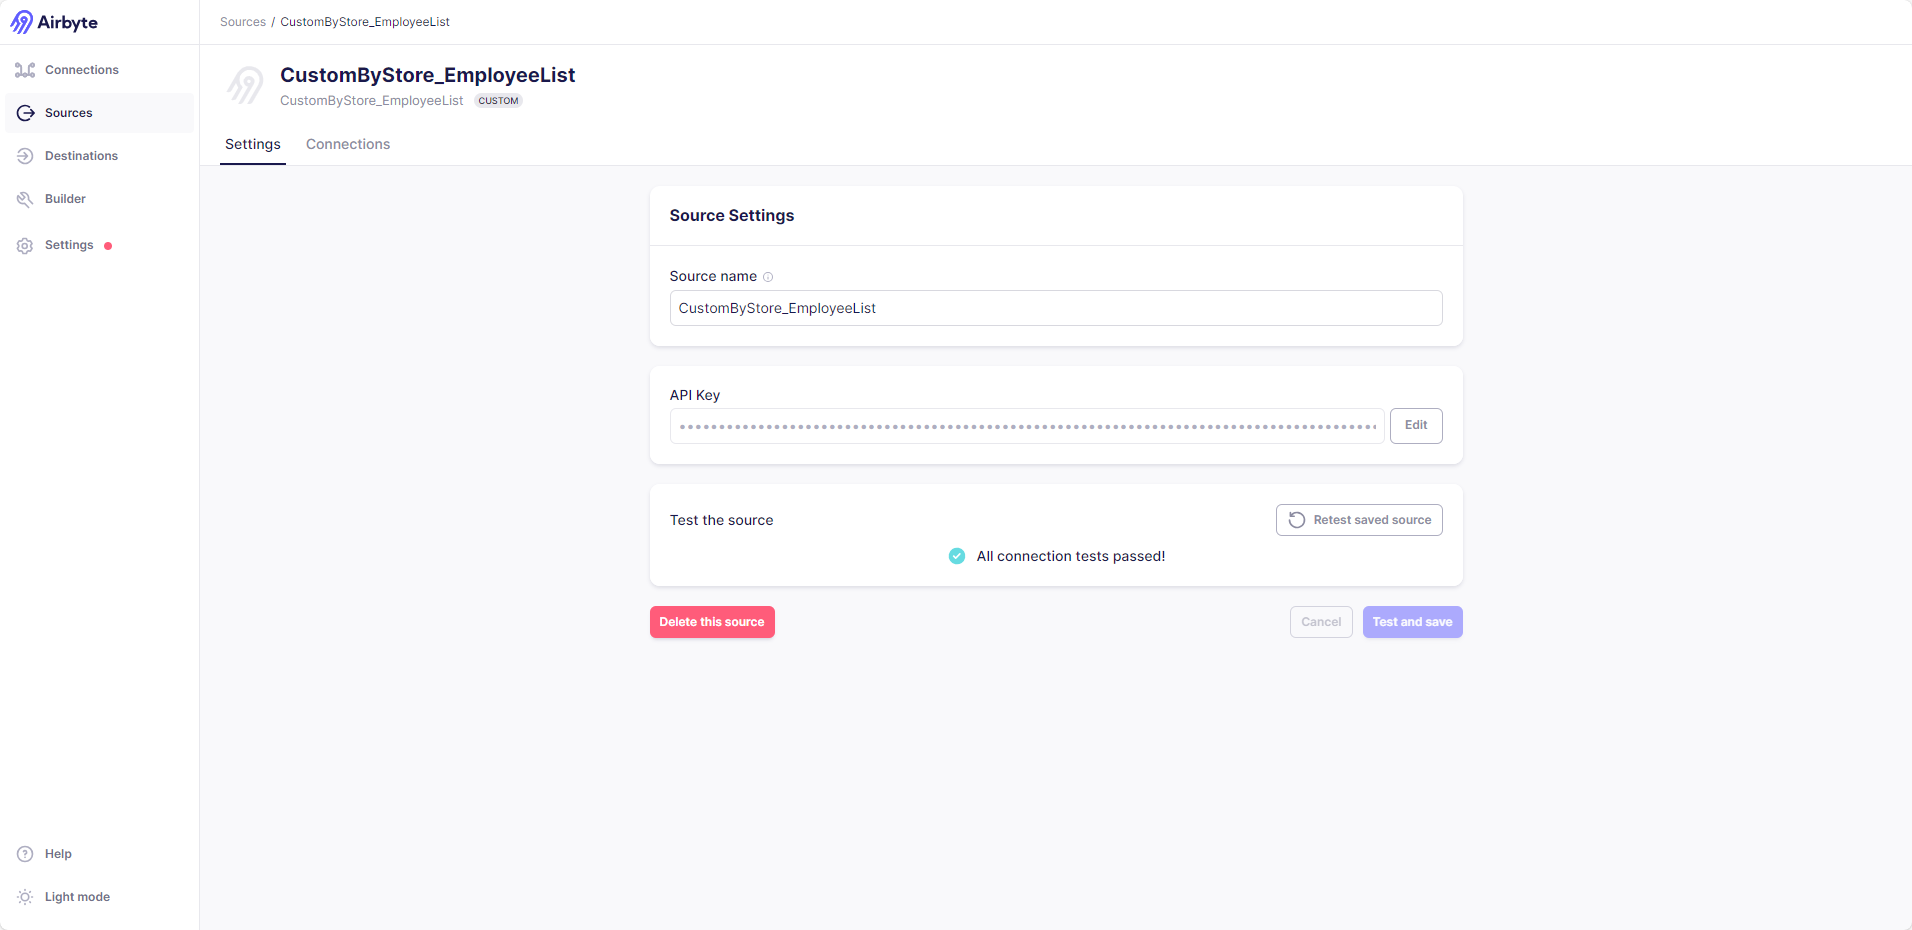 Airbyte
Sources / CustomByStore_EmployeeList
Connections
Sources
Destinations
Builder
Settings
Help
Light mode
CustomByStore_EmployeeList
CustomByStore_EmployeeList CUSTOM
Settings Connections
Source Settings
Source name
CustomByStore_EmployeeList
API Key
Edit
Test the source
Retest saved source
All connection tests passed!
Delete this source
Cancel
Test and save